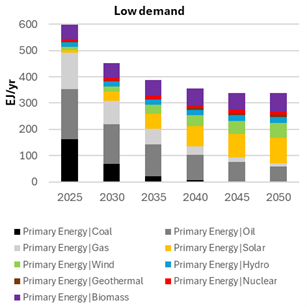 Low demand
EJ/yr
600
500
400
300
200
100
0
2025 2030 2035 2040 2045 2050
Primary Energy|Coal Primary Energy|Oil
Primary Energy|Gas Primary Energy|Solar
Primary Energy|Wind Primary Energy|Hydro
Primary Energy|Geothermal Primary Energy|Nuclear
Primary Energy|Biomass